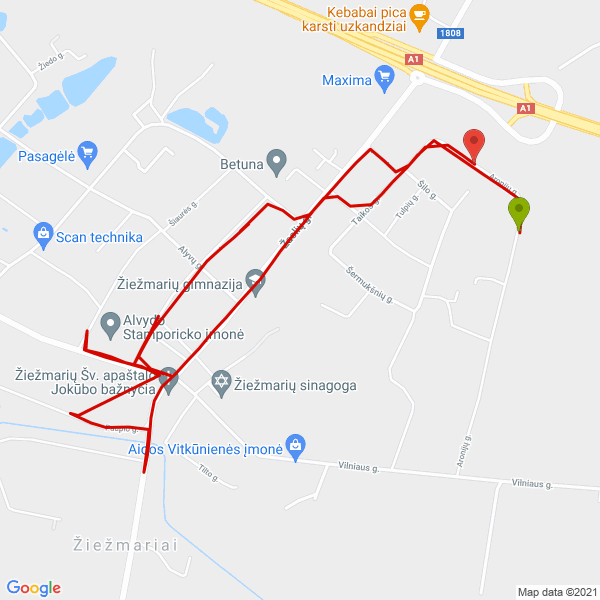 Kebabai pica
karsti uzkandziai
1808
A1
Žiedo g.
Maxima
A1
Pasagėlė
Betuna
Aronijų g.
Šilo g.
Tulpių g.
Taikos g.
Šiaurės g.
Scan technika
Žaslių g.
Alyvų g.
Žiežmarių gimnazija
Šermukšnių g.
Alvydo
Stamporicko įmonė
Žiežmarių Šv. apaštalo
Jokūbo bažnyčia
Žiežmarių sinagoga
Paupio g.
Aidos Vitkūnienės įmonė
Aronijų g.
Vilniaus g.
Tilto g.
Vilniaus g.
Žiežmariai
Google
Map data ©2021